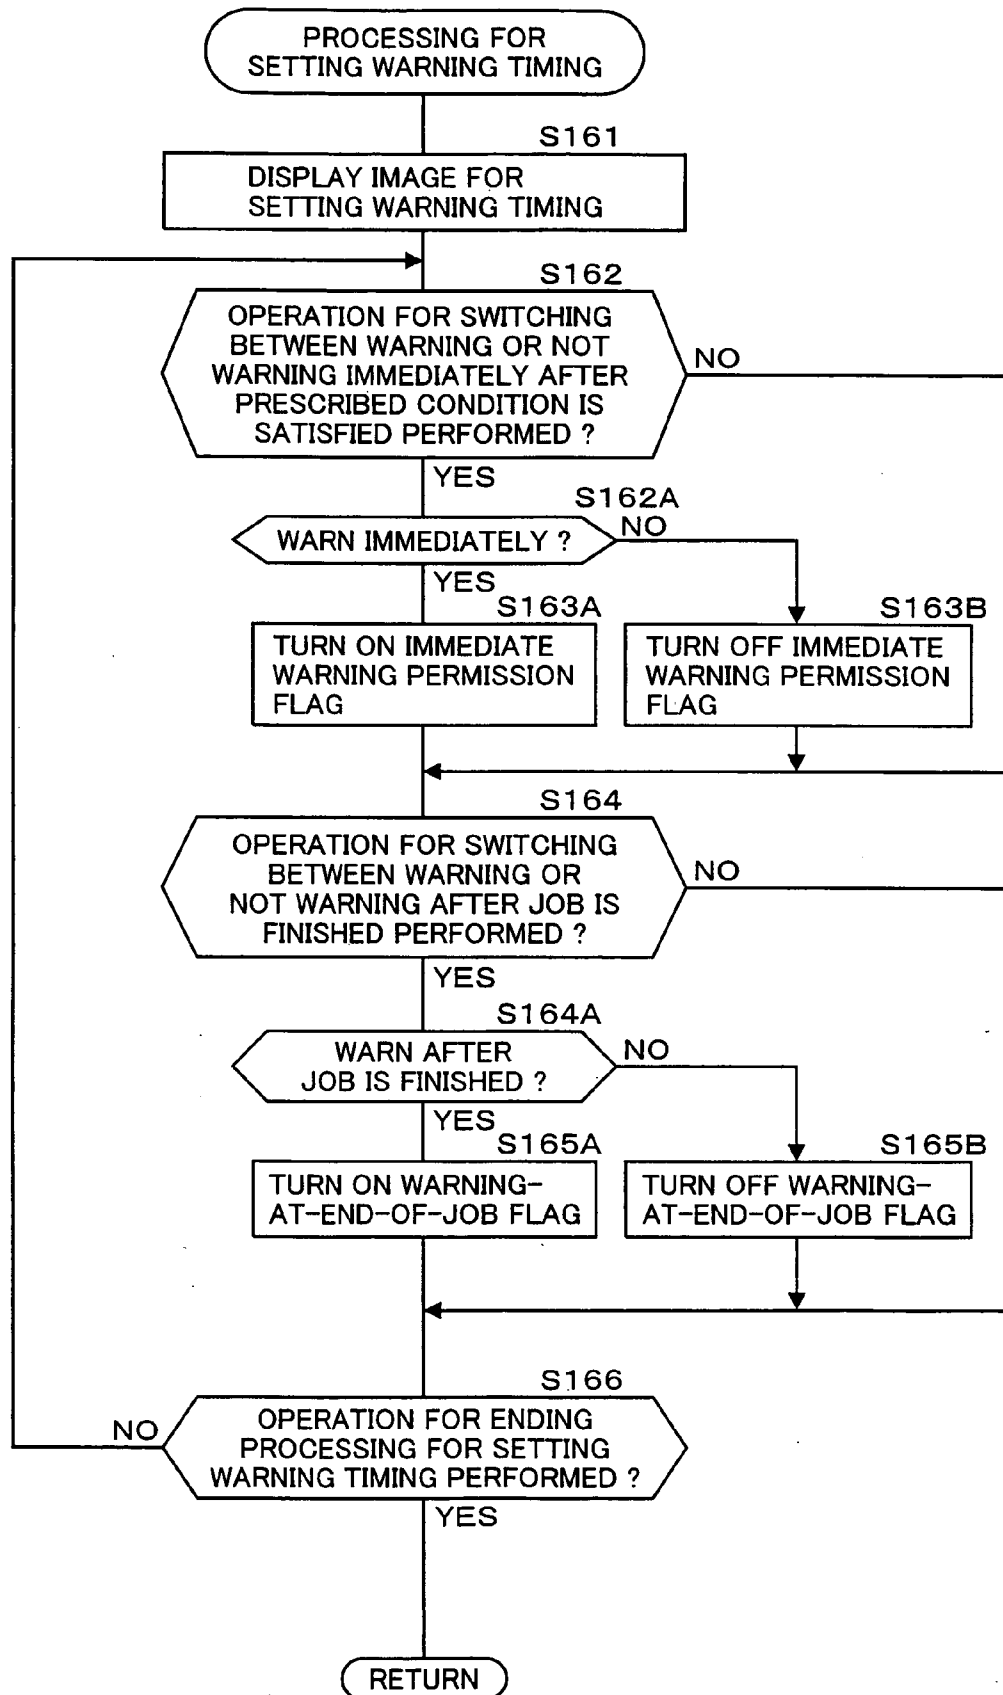 PROCESSING FOR
SETTING WARNING TIMING
S161
DISPLAY IMAGE FOR
SETTING WARNING TIMING
S162
OPERATION FOR SWITCHING
BETWEEN WARNING OR NOT
WARNING IMMEDIATELY AFTER
PRESCRIBED CONDITION IS
SATISFIED PERFORMED ?
NO
YES
S162A
WARN IMMEDIATELY ?
NO
YES
S163A
TURN ON IMMEDIATE
WARNING PERMISSION
FLAG
S163B
TURN OFF IMMEDIATE
WARNING PERMISSION
FLAG
S164
OPERATION FOR SWITCHING
BETWEEN WARNING OR
NOT WARNING AFTER JOB IS
FINISHED PERFORMED ?
NO
YES
S164A
WARN AFTER
JOB IS FINISHED ?
NO
YES
S165A
TURN ON WARNING-
AT-END-OF-JOB FLAG
S165B
TURN OFF WARNING-
AT-END-OF-JOB FLAG
S166
OPERATION FOR ENDING
PROCESSING FOR SETTING
WARNING TIMING PERFORMED ?
NO
YES
RETURN